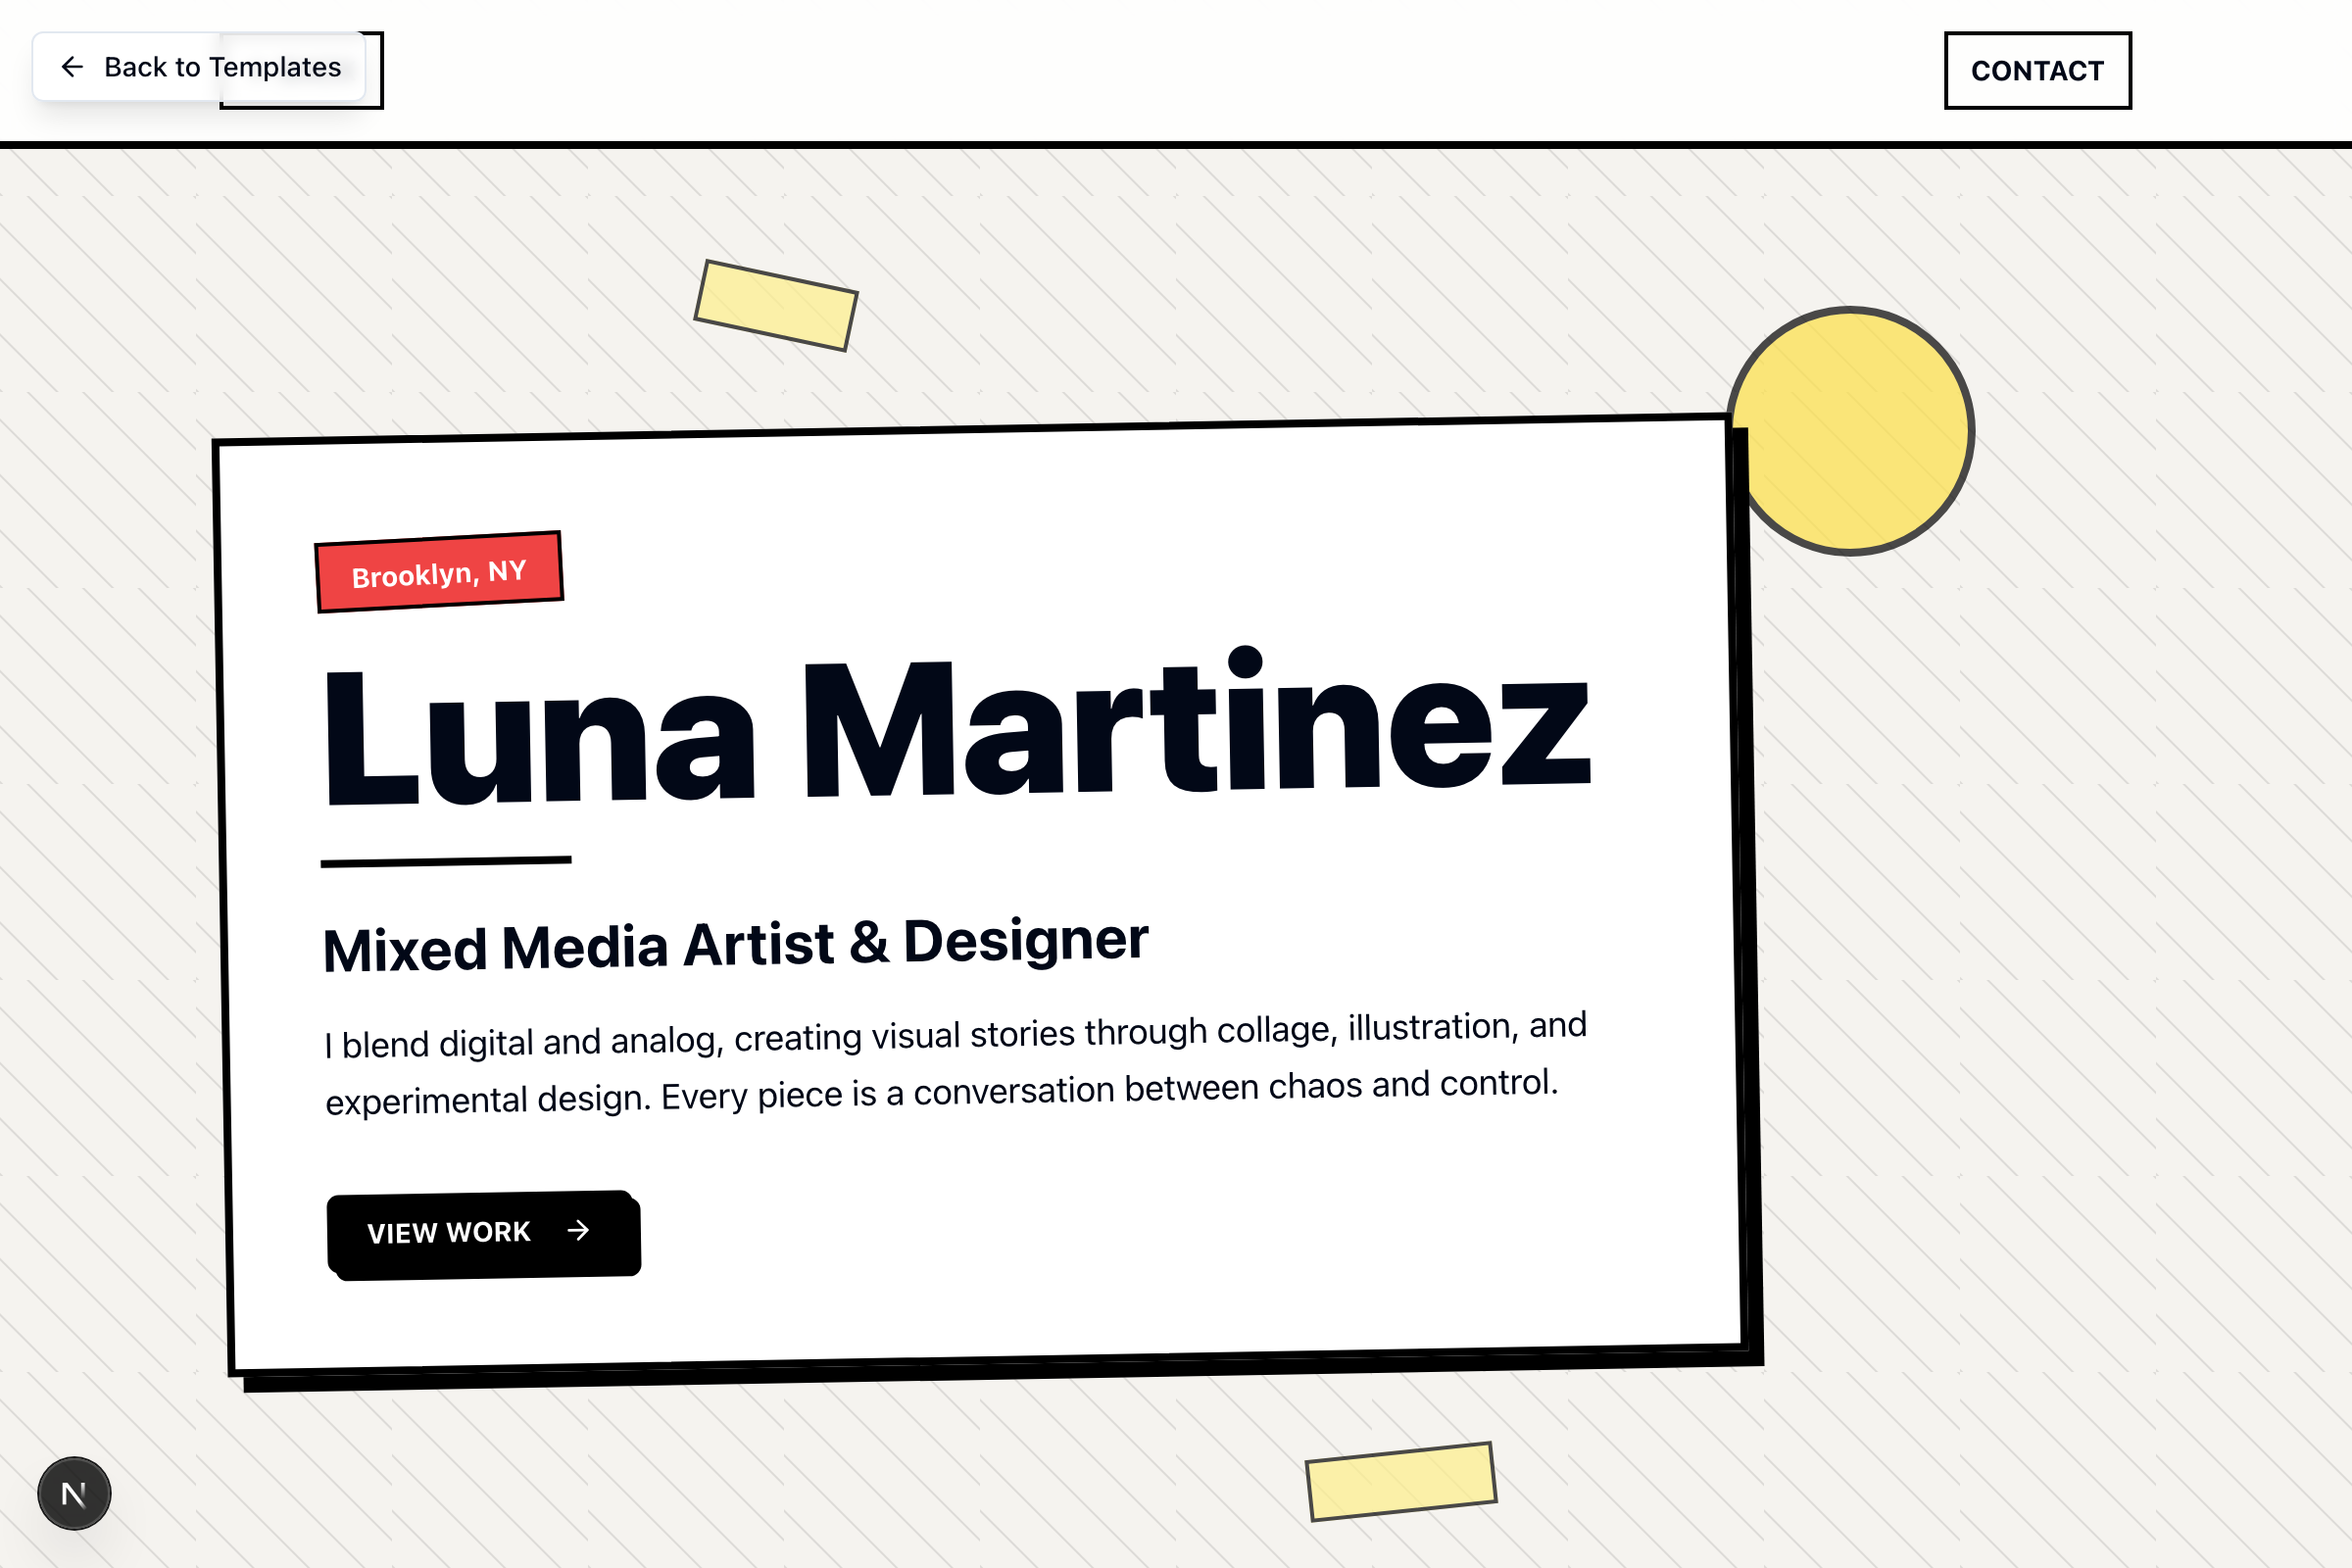 Back to Templates
CONTACT
Brooklyn, NY
Luna Martinez
Mixed Media Artist & Designer
I blend digital and analog, creating visual stories through collage, illustration, and
experimental design. Every piece is a conversation between chaos and control.
VIEW WORK
N